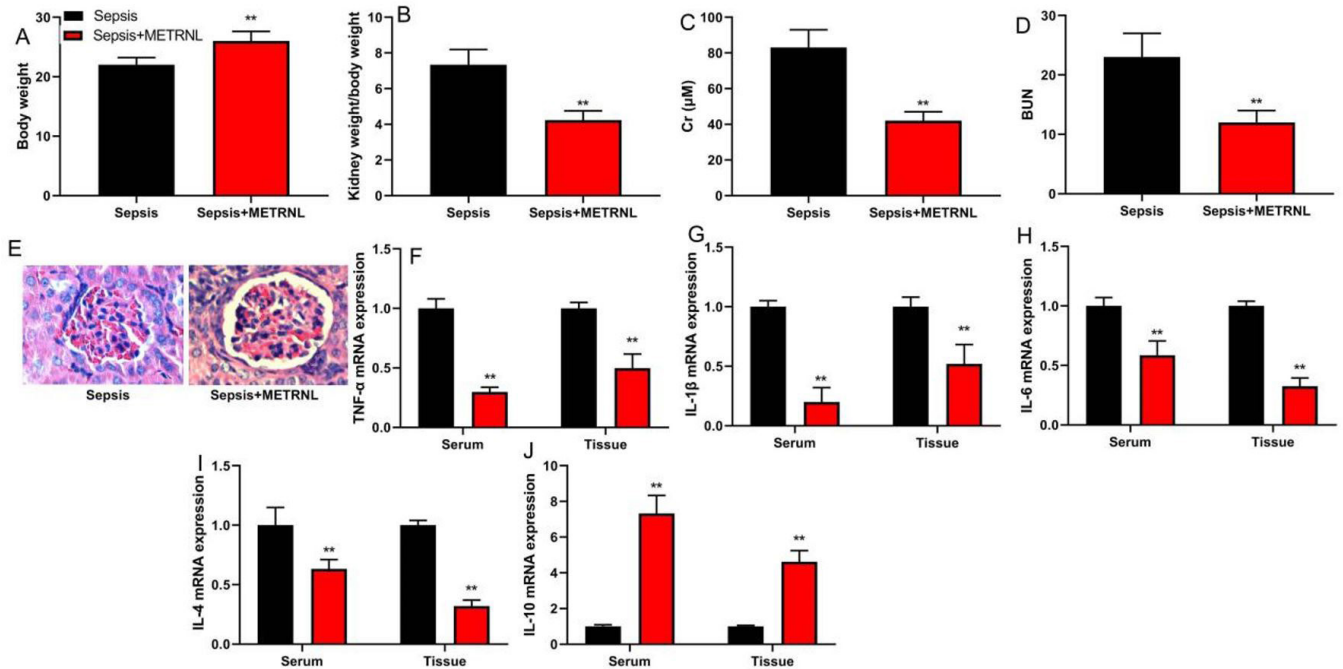 A
Body weight
30
20
10
0
Sepsis
Sepsis+METRNL
**
Sepsis
Sepsis+METRNL
B
Kidney weight/body weight
10
8
6
4
2
0
**
Sepsis
Sepsis+METRNL
C
Cr (μM)
100
80
60
40
20
0
**
Sepsis
Sepsis+METRNL
D
BUN
30
20
10
0
**
Sepsis
Sepsis+METRNL
E
Sepsis
Sepsis+METRNL
F
TNF-α mRNA expression
1.5
1.0
0.5
0.0
**
**
Serum
Tissue
G
IL-1β mRNA expression
1.5
1.0
0.5
0.0
**
**
Serum
Tissue
H
IL-6 mRNA expression
1.5
1.0
0.5
0.0
**
**
Serum
Tissue
I
IL-4 mRNA expression
1.5
1.0
0.5
0.0
**
**
Serum
Tissue
J
IL-10 mRNA expression
10
8
6
4
2
0
**
**
Serum
Tissue